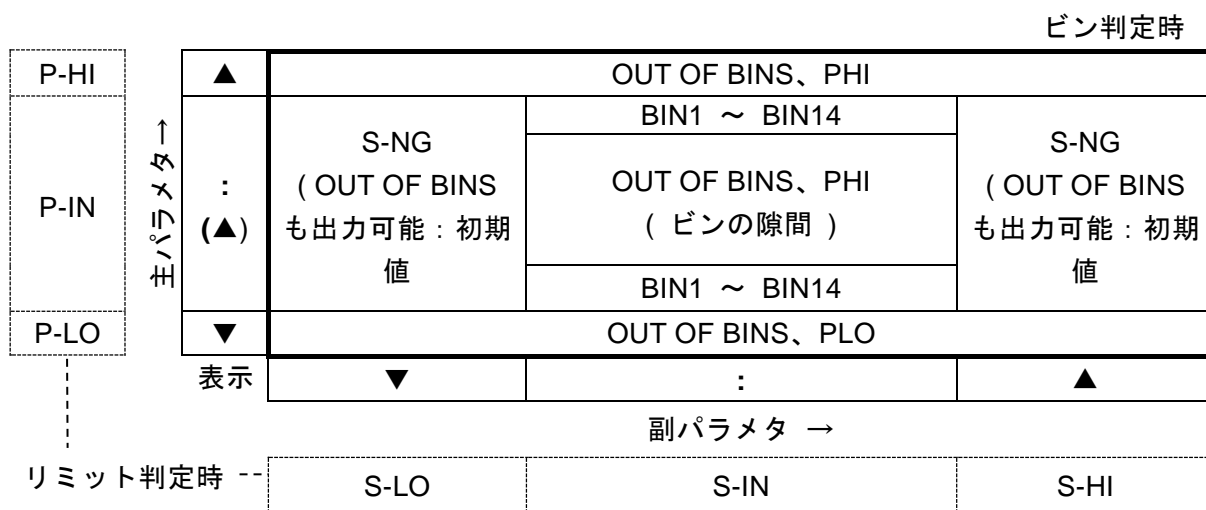 ビン判定時
P-HI
▲
OUT OF BINS、PHI
P-IN
主パラメタ→
:
(▲)
S-NG
( OUT OF BINS
も出力可能：初期
値
BIN1 ～ BIN14
OUT OF BINS、PHI
( ビンの隙間 )
BIN1 ～ BIN14
S-NG
( OUT OF BINS
も出力可能：初期
値
P-LO
▼
OUT OF BINS、PLO
表示
▼
:
▲
副パラメタ →
リミット判定時
S-LO
S-IN
S-HI